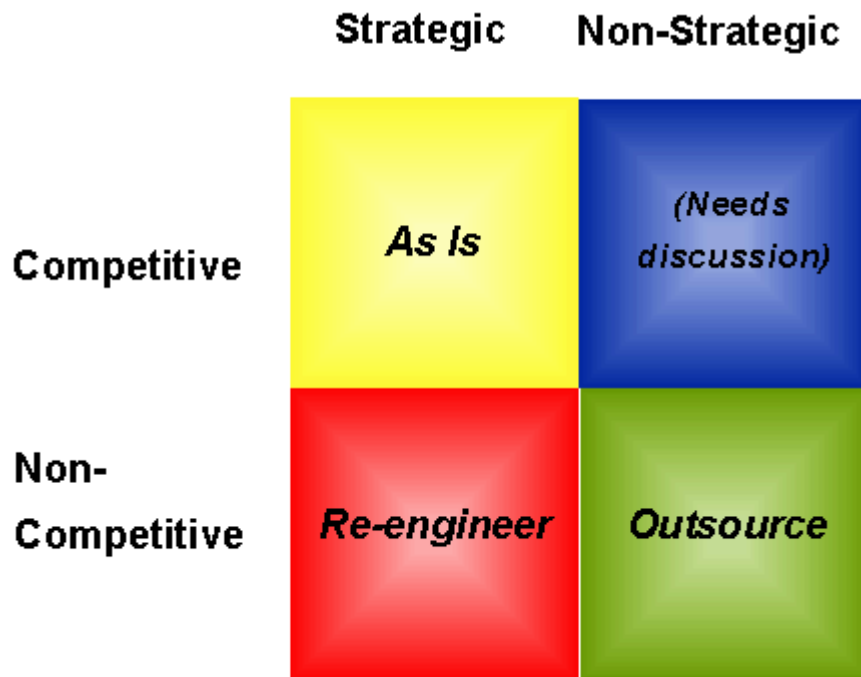 Strategic Non-Strategic
Competitive
As Is
(Needs
discussion)
Non-
Competitive
Re-engineer
Outsource